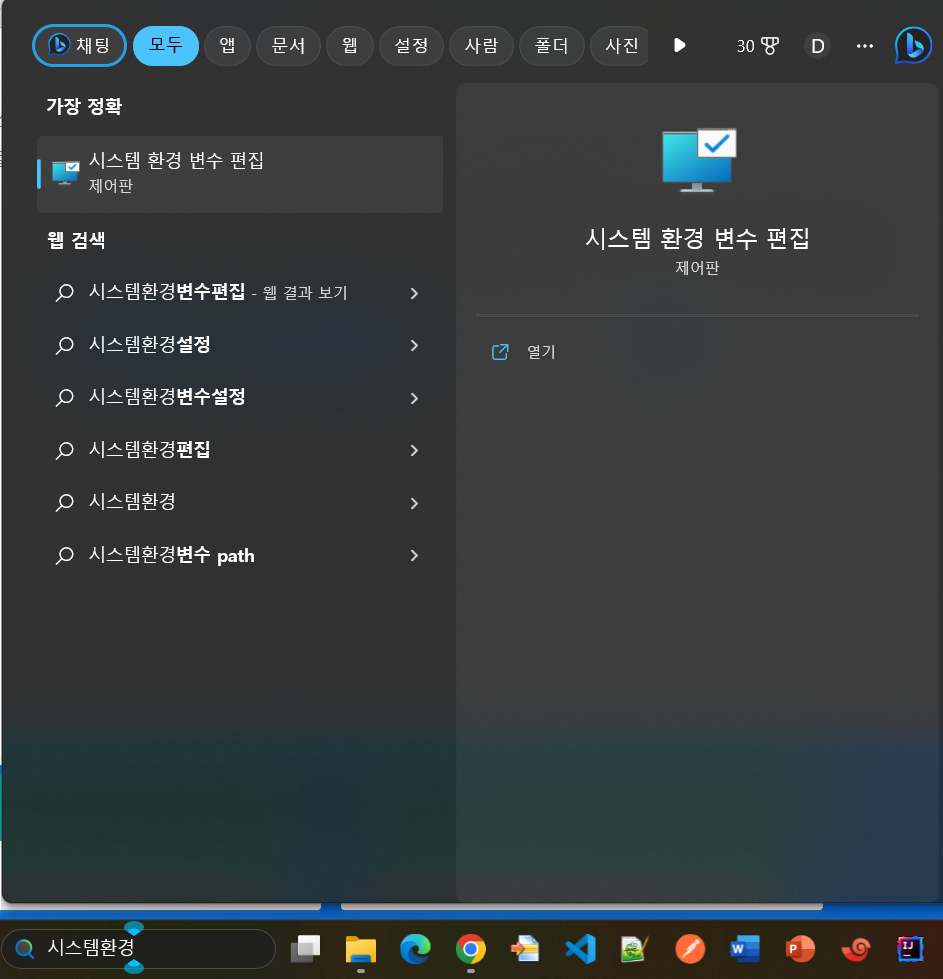 채팅 모두 앱 문서 웹 설정 사람 폴더 사진 30 D
가장 정확
시스템 환경 변수 편집
제어판
웹 검색
시스템환경변수편집 - 웹 결과 보기
시스템환경설정
시스템환경변수설정
시스템환경편집
시스템환경
시스템환경변수 path
시스템 환경 변수 편집
제어판
열기
시스템환경
W P IJ